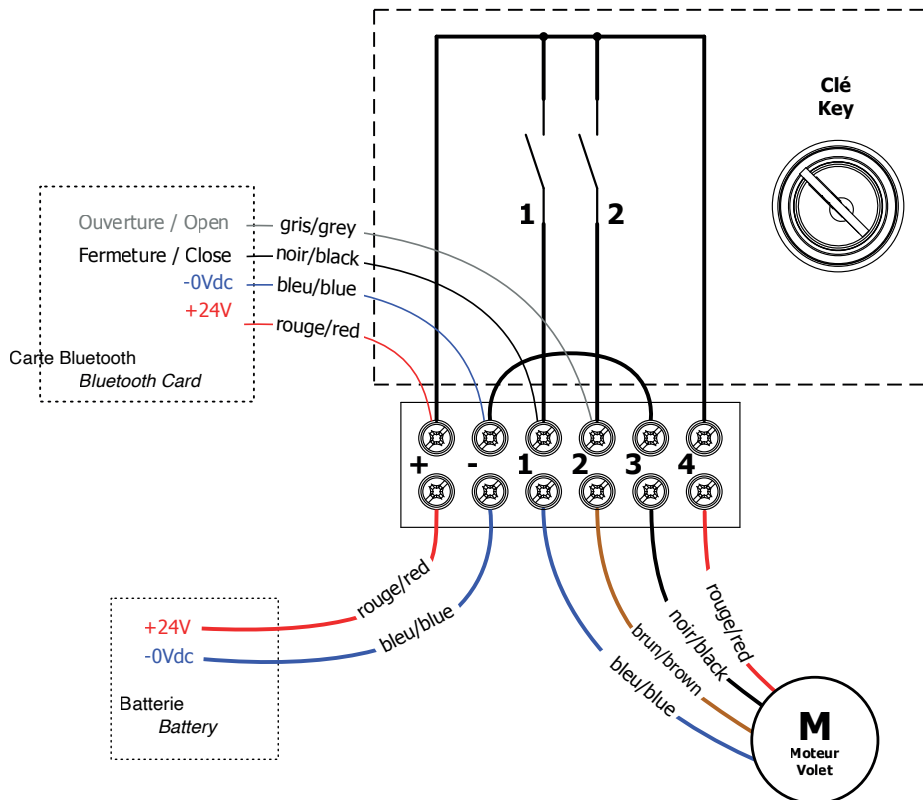 Clé
Key
1
2
Ouverture / Open
gris/grey
Fermeture / Close
noir/black
-0Vdc
bleu/blue
+24V
rouge/red
Carte Bluetooth
Bluetooth Card
+ - 1 2 3 4
rouge/red
bleu/blue
+24V
-0Vdc
Batterie
Battery
bleu/blue
brun/brown
noir/black
rouge/red
M
Moteur
Volet